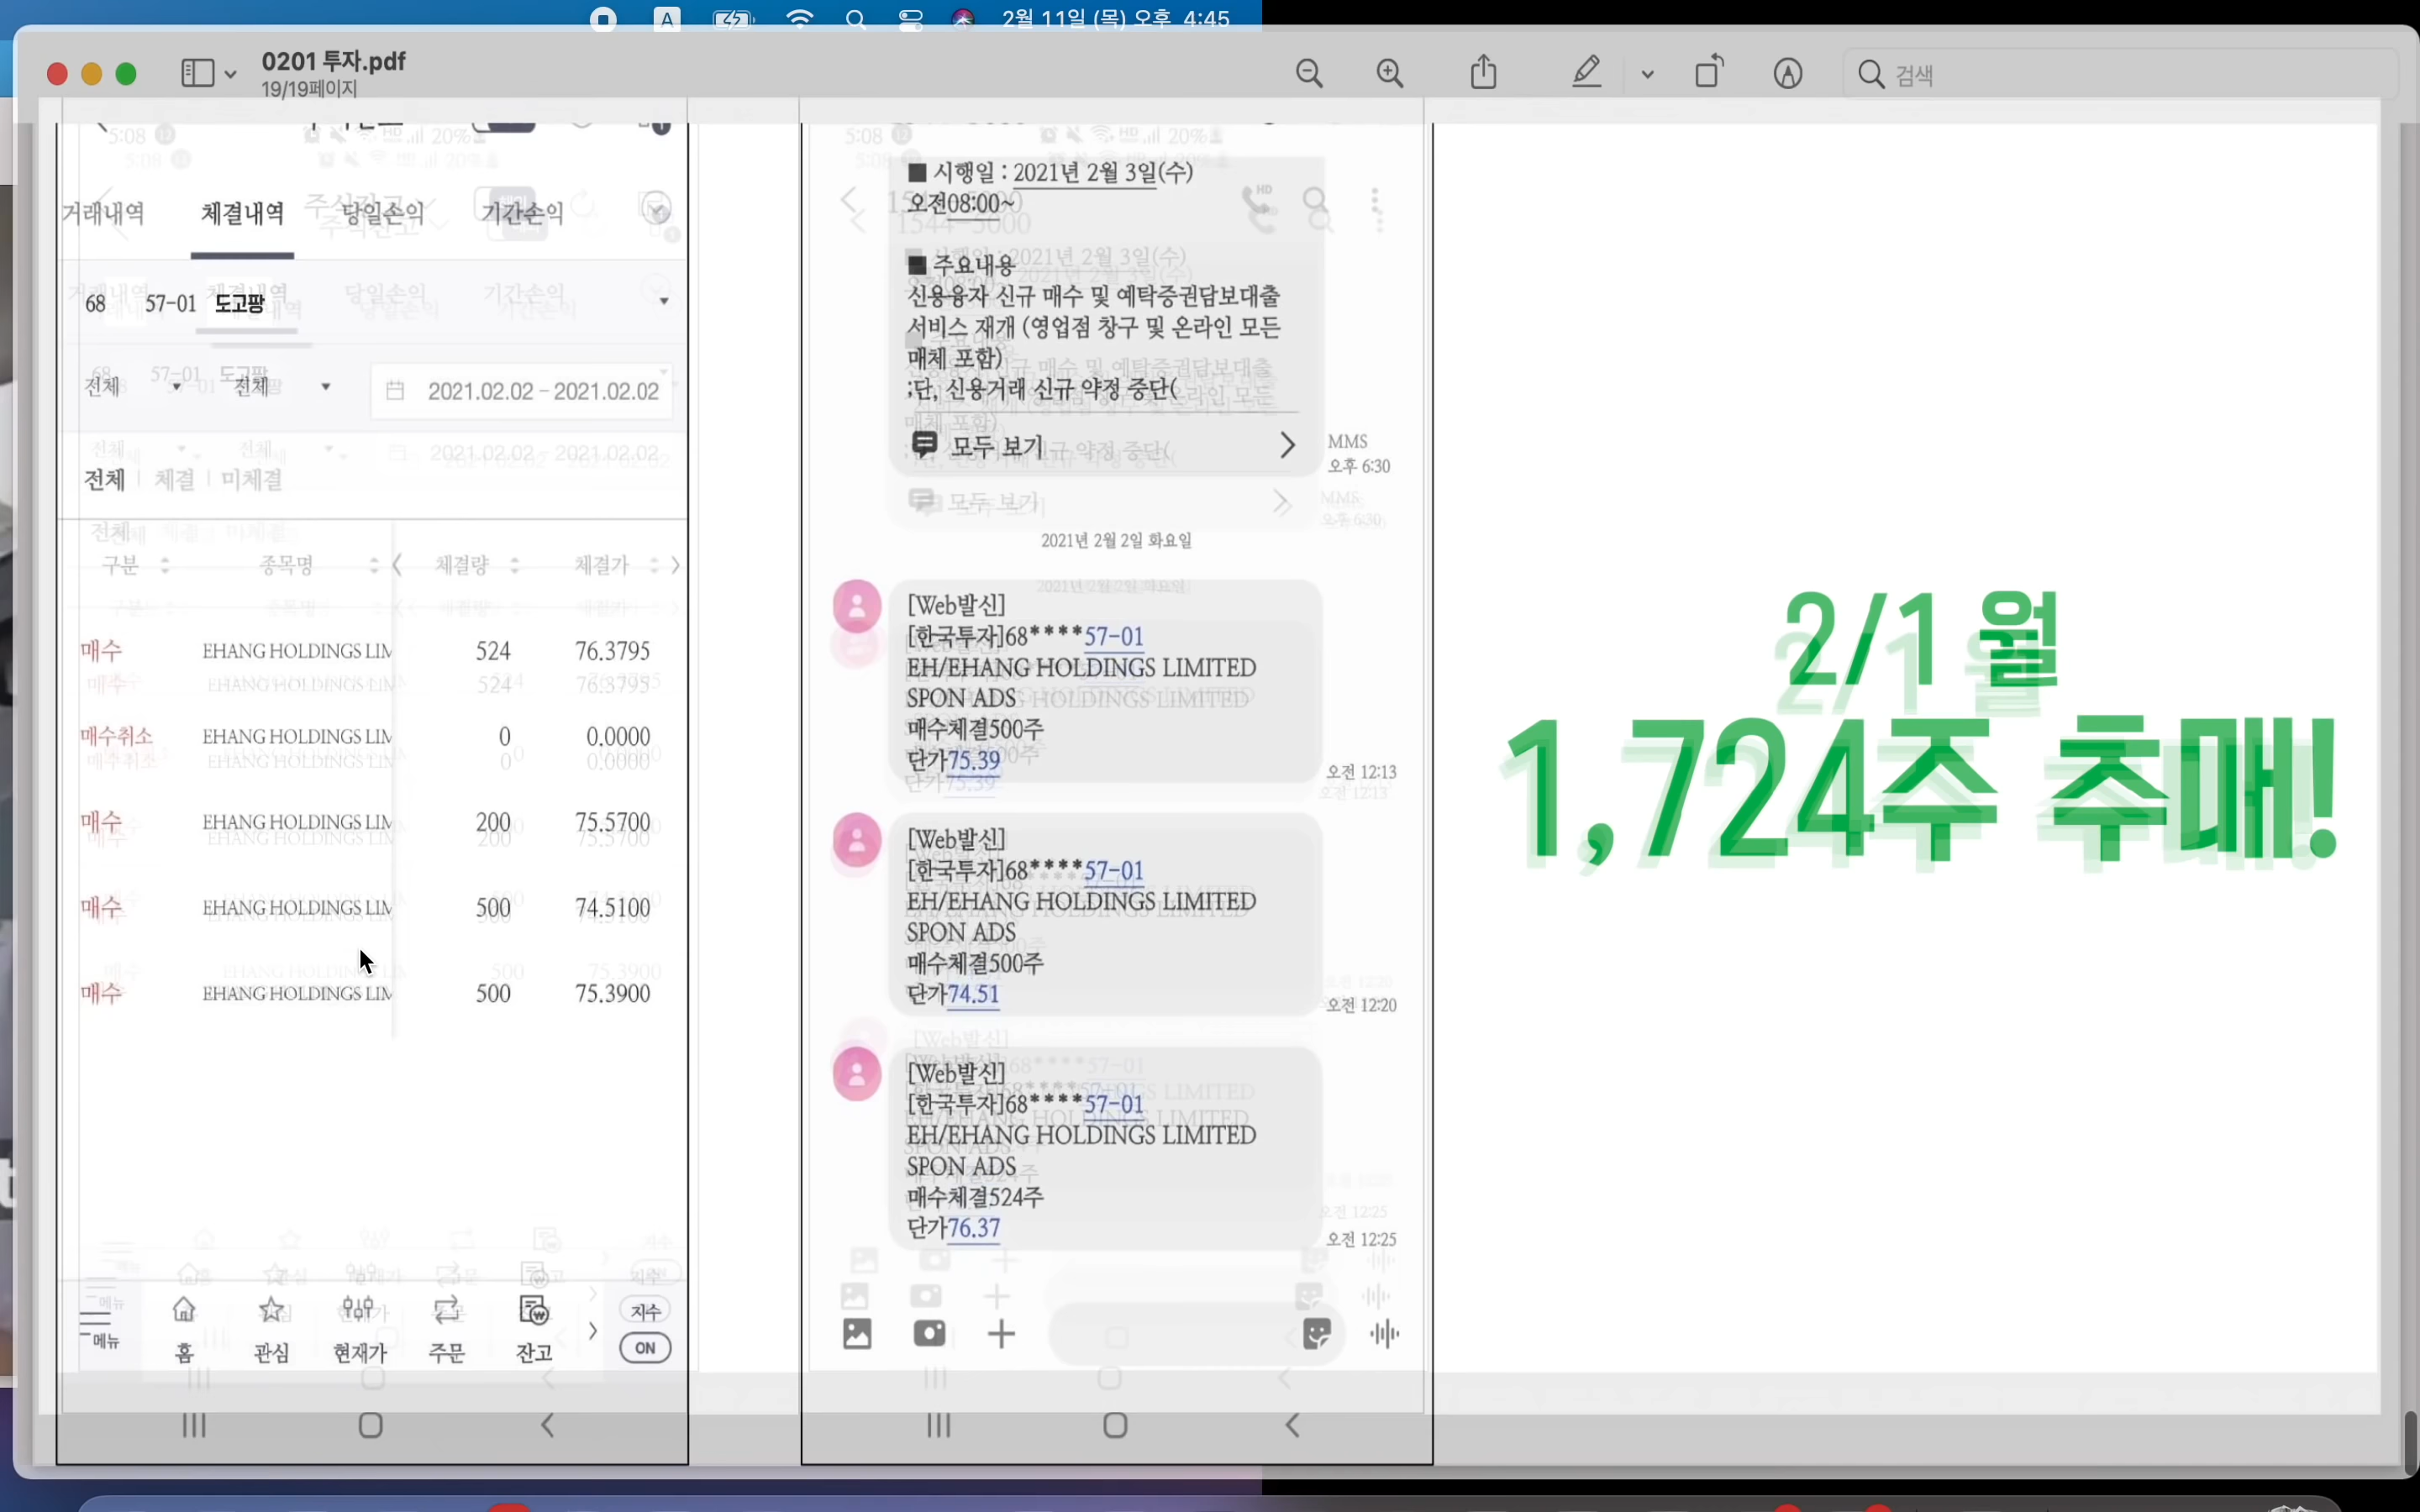 A
2월 11일 (목) 오후 4:45
0201 투자.pdf
19/19페이지
검색
거래내역 체결내역 당일손익 기간손익
68 57-01 도고팡
전체 전체 2021.02.02 - 2021.02.02
전체 | 체결 | 미체결
구분 종목명 체결량 체결가
매수 EHANG HOLDINGS LIM 524 76.3795
매수취소 EHANG HOLDINGS LIM 0 0.0000
매수 EHANG HOLDINGS LIM 200 75.5700
매수 EHANG HOLDINGS LIM 500 74.5100
매수 EHANG HOLDINGS LIM 500 75.3900
메뉴 홈 관심 현재가 주문 잔고 지수 ON
■ 시행일 : 2021년 2월 3일(수)
오전08:00~
■ 주요내용
신용융자 신규 매수 및 예탁증권담보대출
서비스 재개 (영업점 창구 및 온라인 모든
매체 포함)
;단, 신용거래 신규 약정 중단(
모두 보기
MMS
오후 6:30
2021년 2월 2일 화요일
[Web발신]
[한국투자]68****57-01
EH/EHANG HOLDINGS LIMITED
SPON ADS
매수체결500주
단가75.39
오전 12:13
[Web발신]
[한국투자]68****57-01
EH/EHANG HOLDINGS LIMITED
SPON ADS
매수체결500주
단가74.51
오전 12:20
[Web발신]
[한국투자]68****57-01
EH/EHANG HOLDINGS LIMITED
SPON ADS
매수체결524주
단가76.37
오전 12:25
2/1 월
1,724주 추매!